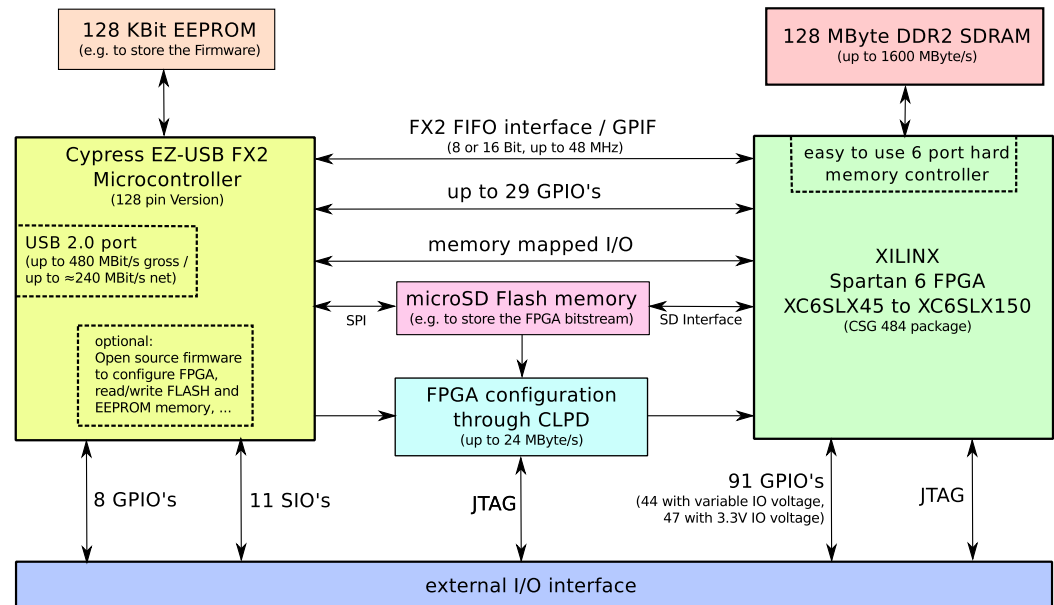 128 KBit EEPROM
(e.g. to store the Firmware)
128 MByte DDR2 SDRAM
(up to 1600 MByte/s)
Cypress EZ-USB FX2
Microcontroller
(128 pin Version)
USB 2.0 port
(up to 480 MBit/s gross /
up to ≈240 MBit/s net)
optional:
Open source firmware
to configure FPGA,
read/write FLASH and
EEPROM memory, ...
FX2 FIFO interface / GPIF
(8 or 16 Bit, up to 48 MHz)
up to 29 GPIO's
memory mapped I/O
SPI
microSD Flash memory
(e.g. to store the FPGA bitstream)
SD Interface
FPGA configuration
through CLPD
(up to 24 MByte/s)
easy to use 6 port hard
memory controller
XILINX
Spartan 6 FPGA
XC6SLX45 to XC6SLX150
(CSG 484 package)
8 GPIO's
11 SIO's
JTAG
91 GPIO's
(44 with variable IO voltage,
47 with 3.3V IO voltage)
JTAG
external I/O interface